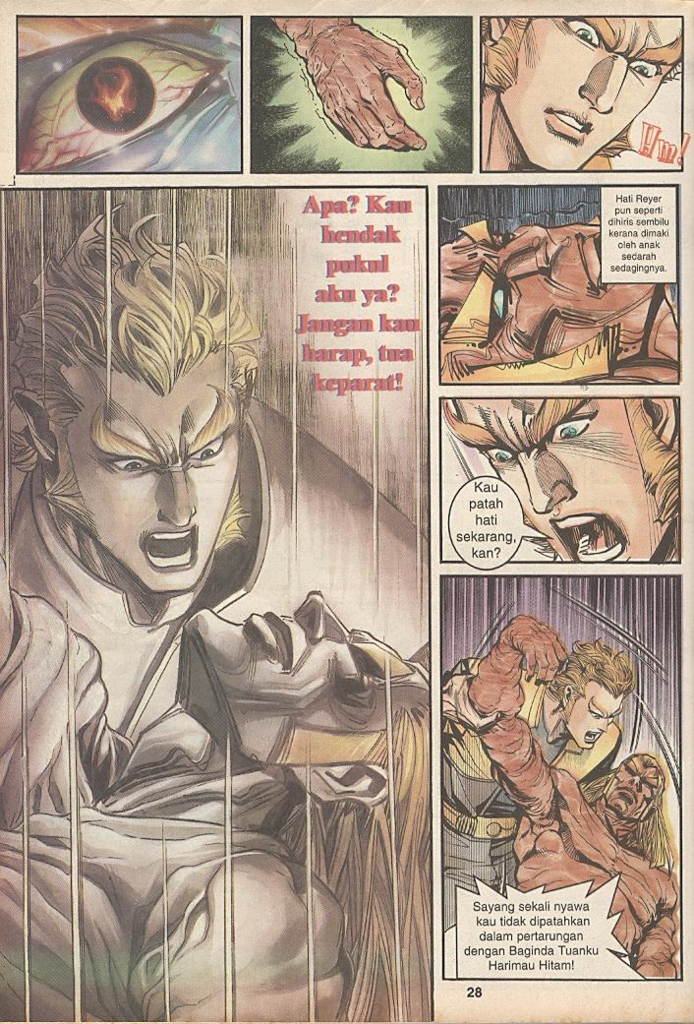 Hm!
Apa? Kau
hendak
pukul
aku ya?
Jangan kau
harap, tua
keparat!
Hati Reyer
pun seperti
dihiris sembilu
kerana dimaki
oleh anak
sedarah
sedagingnya.
Kau
patah
hati
sekarang,
kan?
Sayang sekali nyawa
kau tidak dipatahkan
dalam pertarungan
dengan Baginda Tuanku
Harimau Hitam!
28